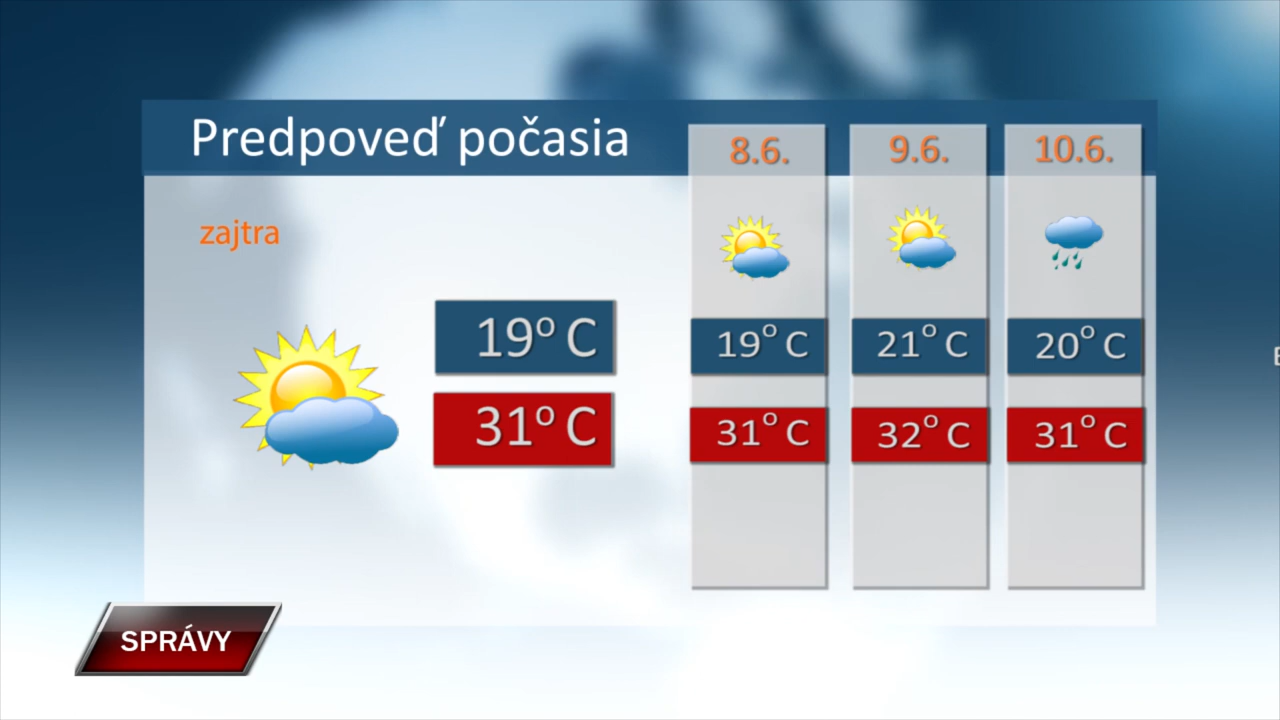 Predpoveď počasia
zajtra
19° C
31° C
8.6. 9.6. 10.6.
19° C 21° C 20° C
31° C 32° C 31° C
SPRÁVY